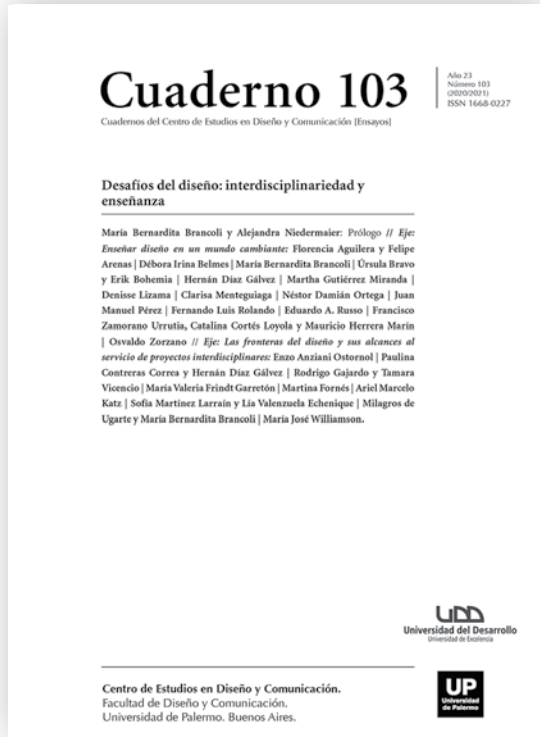 Cuaderno 103
Cuadernos del Centro de Estudios en Diseño y Comunicación [Ensayos]
Año 23
Número 103
(2020/2021)
ISSN 1668-0227
Desafíos del diseño: interdisciplinariedad y
enseñanza
María Bernardita Brancoli y Alejandra Niedermaier: Prólogo // Eje:
Enseñar diseño en un mundo cambiante: Florencia Aguilera y Felipe
Arenas | Débora Irina Belmes | María Bernardita Brancoli | Úrsula Bravo
y Erik Bohemia | Hernán Díaz Gálvez | Martha Gutiérrez Miranda |
Denisse Lizama | Clarisa Menteguiaga | Néstor Damián Ortega | Juan
Manuel Pérez | Fernando Luis Rolando | Eduardo A. Russo | Francisco
Zamorano Urrutia, Catalina Cortés Loyola y Mauricio Herrera Marín
| Osvaldo Zorzano // Eje: Las fronteras del diseño y sus alcances al
servicio de proyectos interdisciplinares: Enzo Anziani Ostornol | Paulina
Contreras Correa y Hernán Díaz Gálvez | Rodrigo Gajardo y Tamara
Vicencio | María Valeria Frindt Garretón | Martina Fornés | Ariel Marcelo
Katz | Sofía Martínez Larraín y Lía Valenzuela Echenique | Milagros de
Ugarte y María Bernardita Brancoli | María José Williamson.
UDD
Universidad del Desarrollo
Universidad de Excelencia
Centro de Estudios en Diseño y Comunicación.
Facultad de Diseño y Comunicación.
Universidad de Palermo. Buenos Aires.
UP
Universidad
de Palermo